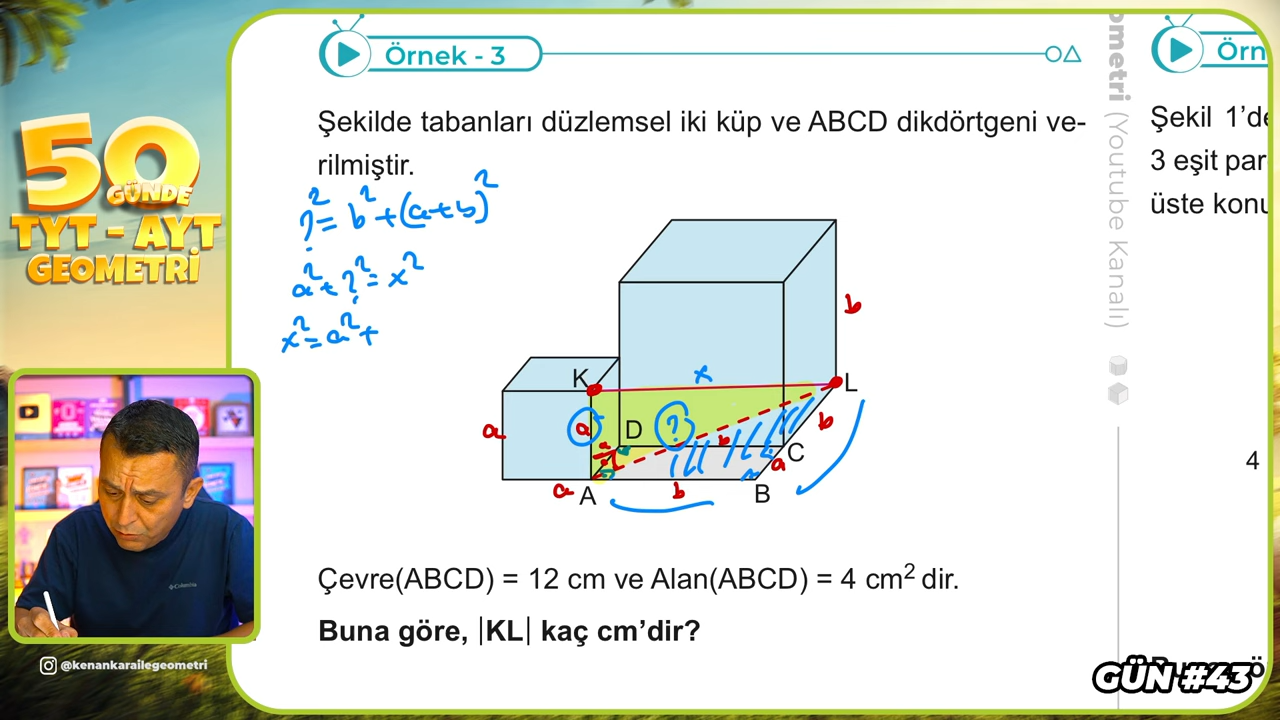 50
GÜNDE
TYT - AYT
GEOMETRİ
Örnek - 3
Şekilde tabanları düzlemsel iki küp ve ABCD dikdörtgeni ve-
rilmiştir.
?² = b² + (a+b)²
a² + ?² = x²
x² = a² +
K
x
L
b
a
a
?
D
a
b
b
C
a
a
A
b
B
Çevre(ABCD) = 12 cm ve Alan(ABCD) = 4 cm² dir.
Buna göre, |KL| kaç cm’dir?
ometri (Youtube Kanalı)
Örn
Şekil 1’de
3 eşit par
üste konu
4
Columbia
@kenankarailegeometri
GÜN #43